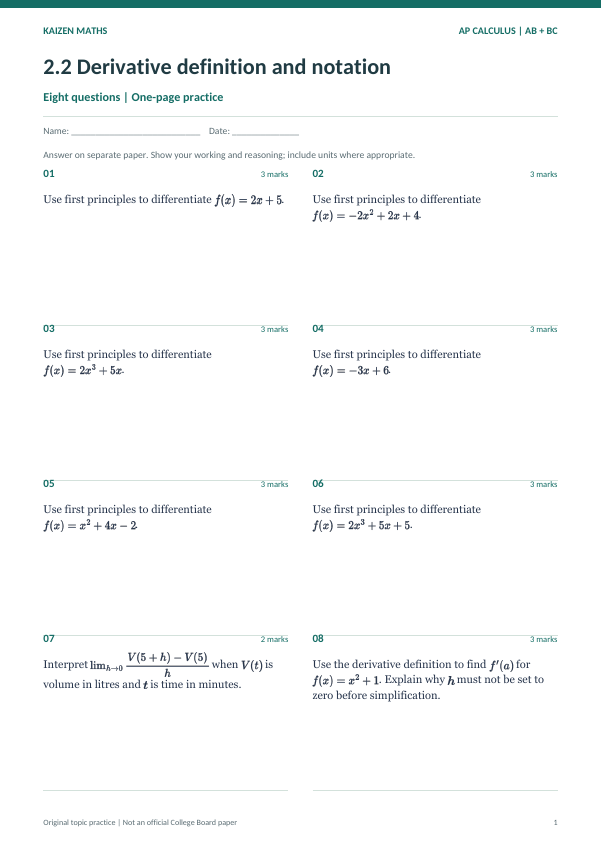 KAIZEN MATHS
AP CALCULUS | AB + BC
2.2 Derivative definition and notation
Eight questions | One-page practice
Name: ______________________________ Date: _______________
Answer on separate paper. Show your working and reasoning; include units where appropriate.
01 3 marks
Use first principles to differentiate f(x) = 2x + 5.
02 3 marks
Use first principles to differentiate
f(x) = −2x² + 2x + 4.
03 3 marks
Use first principles to differentiate
f(x) = 2x³ + 5x.
04 3 marks
Use first principles to differentiate
f(x) = −3x + 6.
05 3 marks
Use first principles to differentiate
f(x) = x² + 4x − 2.
06 3 marks
Use first principles to differentiate
f(x) = 2x³ + 5x + 5.
07 2 marks
Interpret lim_{h→0} (V(5 + h) − V(5))/h when V(t) is
volume in litres and t is time in minutes.
08 3 marks
Use the derivative definition to find f′(a) for
f(x) = x² + 1. Explain why h must not be set to
zero before simplification.
Original topic practice | Not an official College Board paper
1